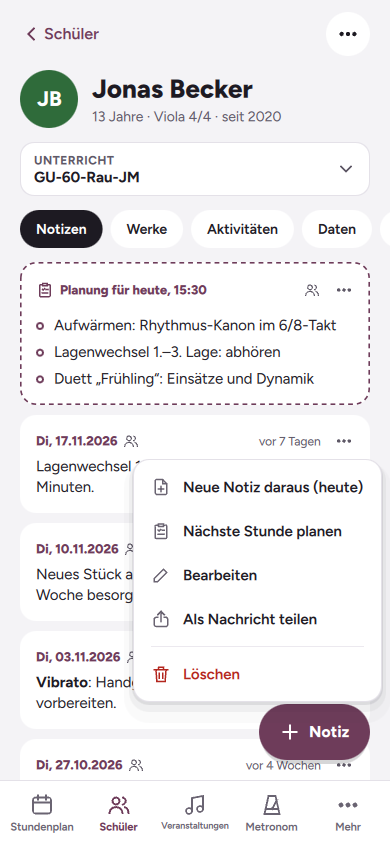 Schüler
JB
Jonas Becker
13 Jahre · Viola 4/4 · seit 2020
UNTERRICHT
GU-60-Rau-JM
Notizen Werke Aktivitäten Daten
Planung für heute, 15:30
Aufwärmen: Rhythmus-Kanon im 6/8-Takt
Lagenwechsel 1.–3. Lage: abhören
Duett „Frühling“: Einsätze und Dynamik
Di, 17.11.2026 vor 7 Tagen
Lagenwechsel
Minuten.
Di, 10.11.2026
Neues Stück
Woche besorg
Di, 03.11.2026
Vibrato:
vorbereiten.
Neue Notiz daraus (heute)
Nächste Stunde planen
Bearbeiten
Als Nachricht teilen
Löschen
Notiz
Di, 27.10.2026 vor 4 Wochen
Stundenplan Schüler Veranstaltungen Metronom Mehr